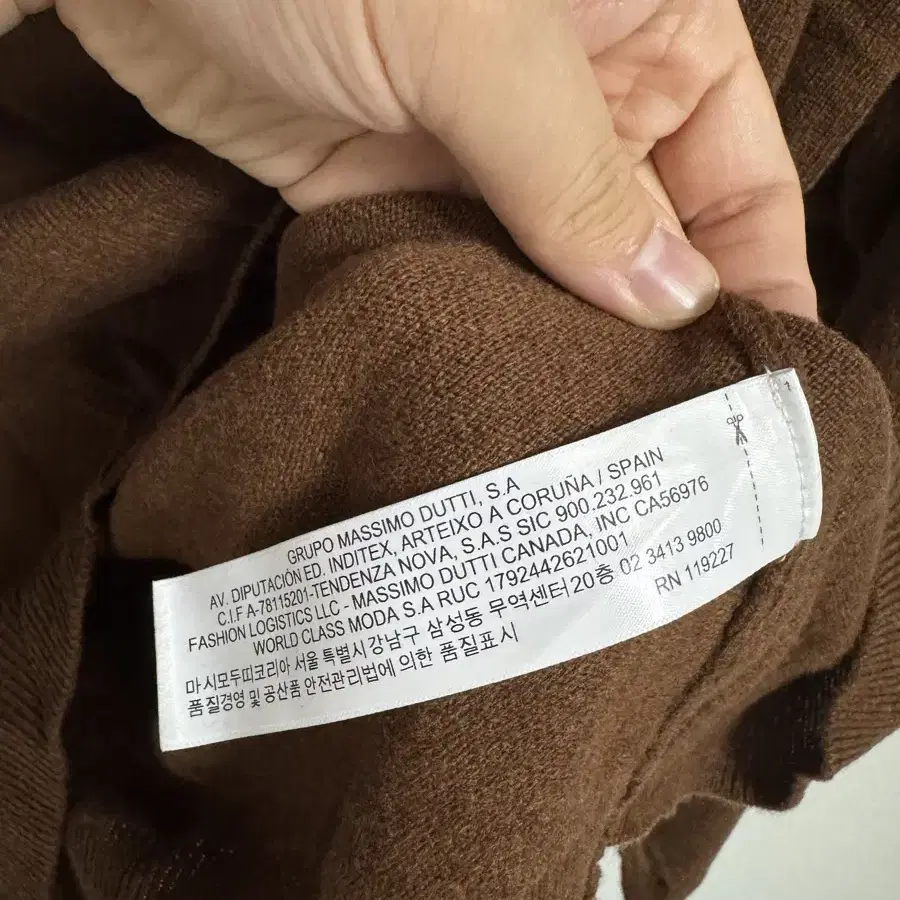 GRUPO MASSIMO DUTTI, S.A
AV. DIPUTACIÓN ED. INDITEX, ARTEIXO A CORUÑA / SPAIN
C.I.F A-78115201-TENDENZA NOVA, S.A.S SIC 900.232.961
FASHION LOGISTICS LLC - MASSIMO DUTTI CANADA, INC CA56976
WORLD CLASS MODA S.A RUC 1792442621001
RN 119227
마시모두띠코리아 서울 특별시강남구 삼성동 무역센터20층 02 3413 9800
품질경영 및 공산품 안전관리법에 의한 품질표시